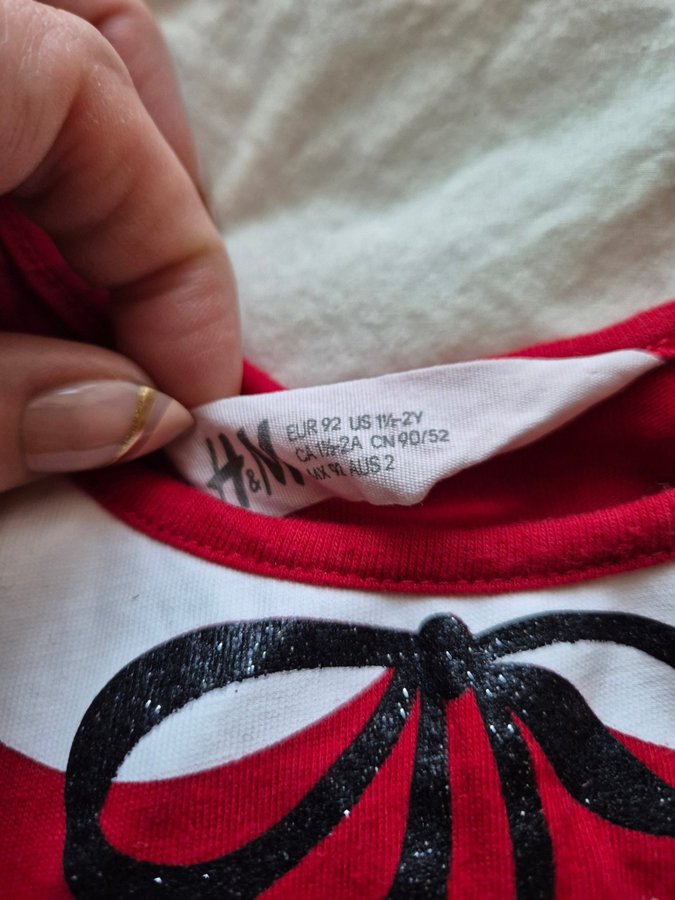 H&M
EUR 92 US 1½-2Y
CA 1½-2A CN 90/52
MX 92 AUS 2